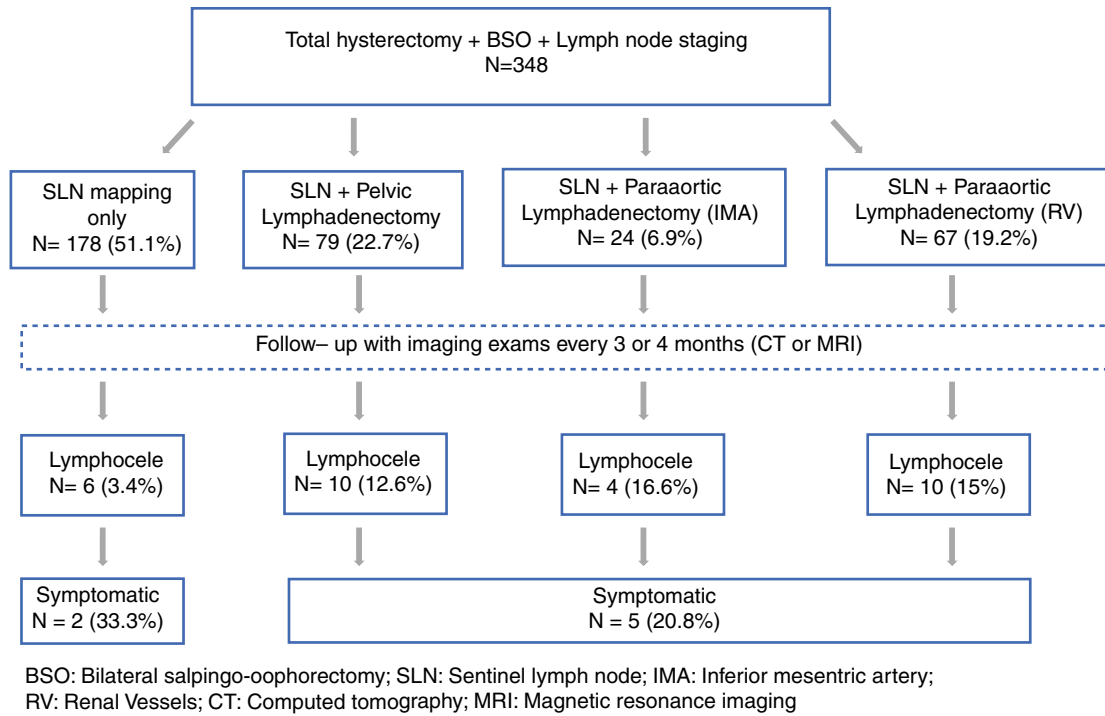 Total hysterectomy + BSO + Lymph node staging
N=348
SLN mapping
only
N= 178 (51.1%)
SLN + Pelvic
Lymphadenectomy
N= 79 (22.7%)
SLN + Paraaortic
Lymphadenectomy (IMA)
N= 24 (6.9%)
SLN + Paraaortic
Lymphadenectomy (RV)
N= 67 (19.2%)
Follow– up with imaging exams every 3 or 4 months (CT or MRI)
Lymphocele
N= 6 (3.4%)
Lymphocele
N= 10 (12.6%)
Lymphocele
N= 4 (16.6%)
Lymphocele
N= 10 (15%)
Symptomatic
N = 2 (33.3%)
Symptomatic
N = 5 (20.8%)
BSO: Bilateral salpingo-oophorectomy; SLN: Sentinel lymph node; IMA: Inferior mesentric artery;
RV: Renal Vessels; CT: Computed tomography; MRI: Magnetic resonance imaging